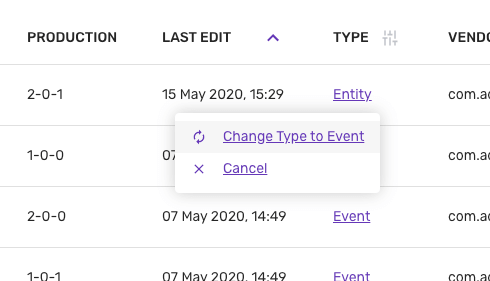 PRODUCTION LAST EDIT TYPE VENDO
2-0-1 15 May 2020, 15:29 Entity com.ac
Change Type to Event
1-0-0 07 com.ac
Cancel
2-0-0 07 May 2020, 14:49 Event com.ac
1-0-1 07 May 2020, 14:49 Event com.ac